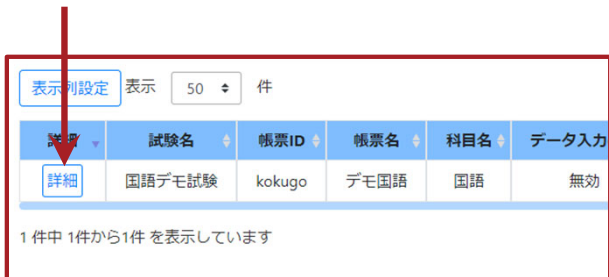 表示列設定 表示 50 件
詳細 試験名 帳票ID 帳票名 科目名 データ入力
詳細 国語デモ試験 kokugo デモ国語 国語 無効
1 件中 1件から1件 を表示しています